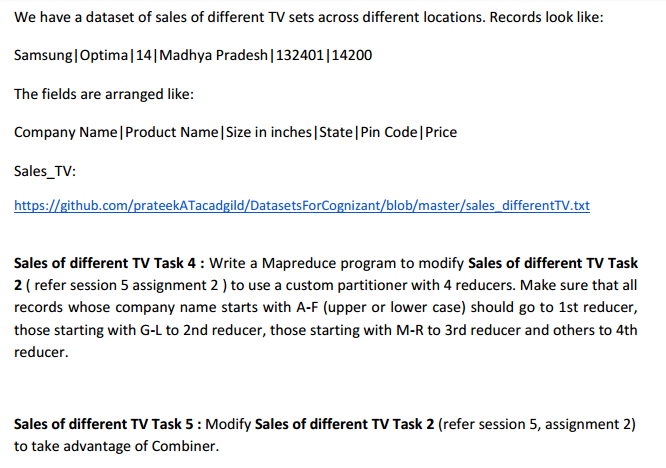 We have a dataset of sales of different TV sets across different locations. Records look like:
Samsung|Optima|14|Madhya Pradesh|132401|14200
The fields are arranged like:
Company Name|Product Name|Size in inches|State|Pin Code|Price
Sales_TV:
https://github.com/prateekATacadgild/DatasetsForCognizant/blob/master/sales_differentTV.txt
Sales of different TV Task 4 : Write a Mapreduce program to modify Sales of different TV Task
2 ( refer session 5 assignment 2 ) to use a custom partitioner with 4 reducers. Make sure that all
records whose company name starts with A-F (upper or lower case) should go to 1st reducer,
those starting with G-L to 2nd reducer, those starting with M-R to 3rd reducer and others to 4th
reducer.
Sales of different TV Task 5 : Modify Sales of different TV Task 2 (refer session 5, assignment 2)
to take advantage of Combiner.